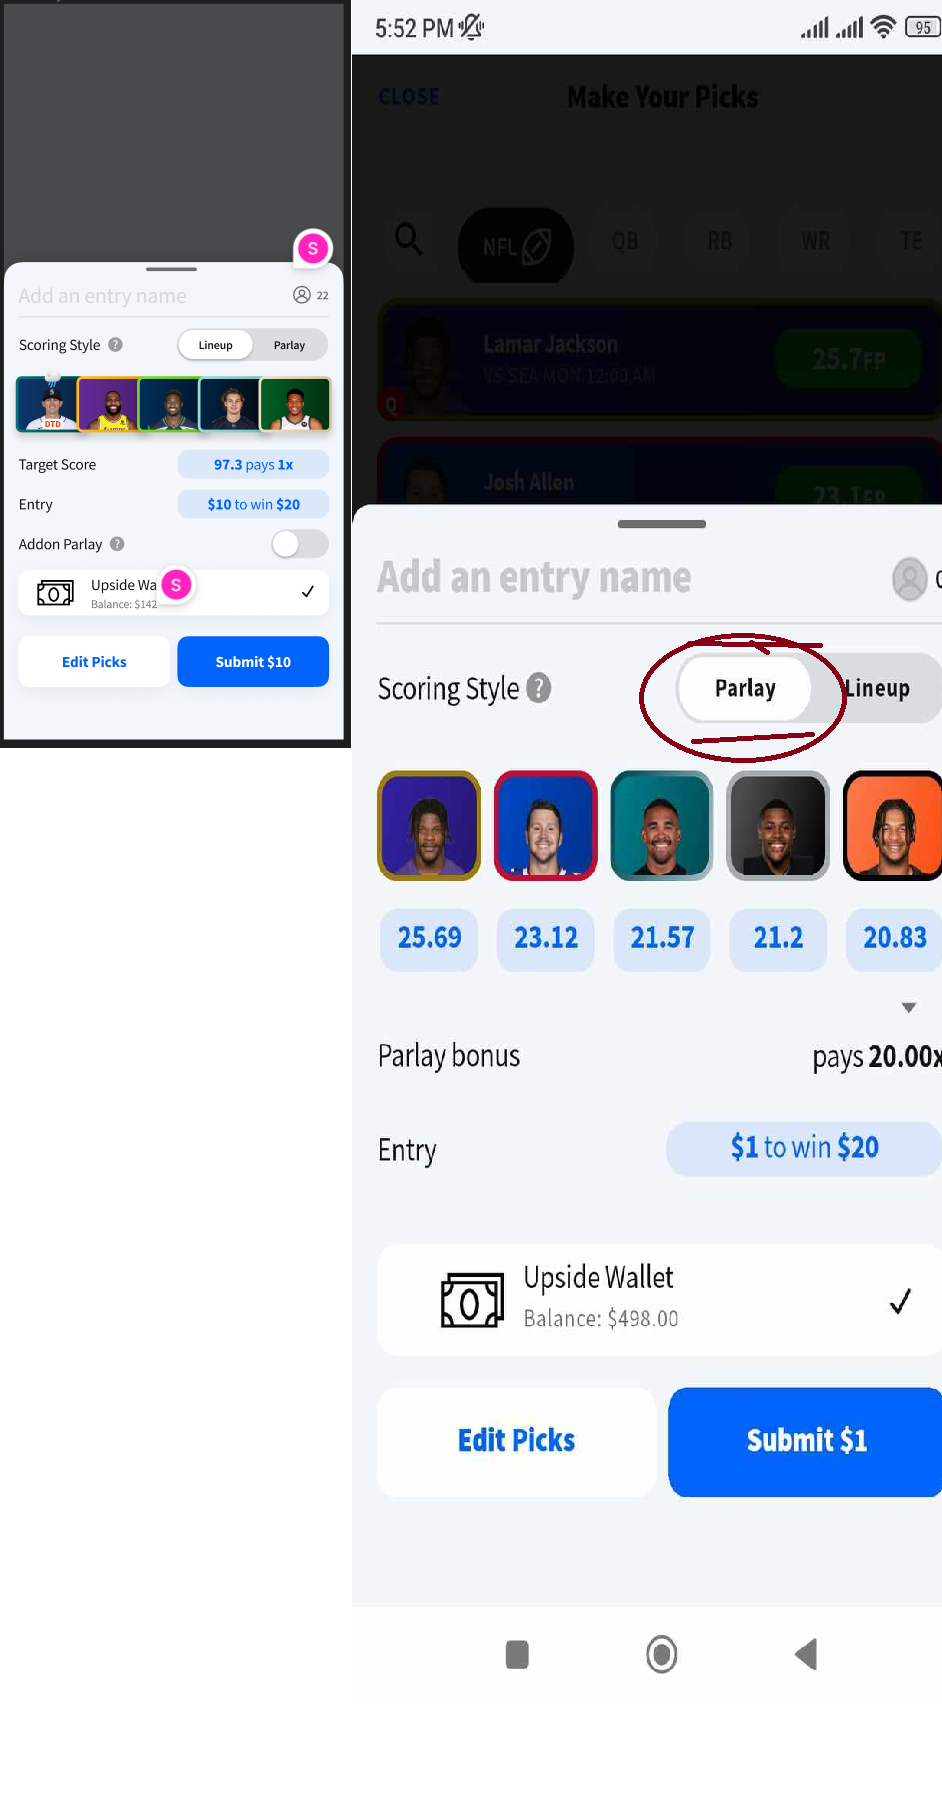 S
Add an entry name 22
Scoring Style ? Lineup Parlay
DTD
Target Score 97.3 pays 1x
Entry $10 to win $20
Addon Parlay ?
Upside Wa S
Balance: $142
Edit Picks Submit $10
5:52 PM 95
CLOSE Make Your Picks
NFL QB RB WR TE
Lamar Jackson
VS SEA MON 12:00 AM
25.7FP
Q
Josh Allen
23.1FP
Add an entry name
Scoring Style ? Parlay Lineup
25.69 23.12 21.57 21.2 20.83
Parlay bonus pays 20.00x
Entry $1 to win $20
Upside Wallet
Balance: $498.00
Edit Picks Submit $1